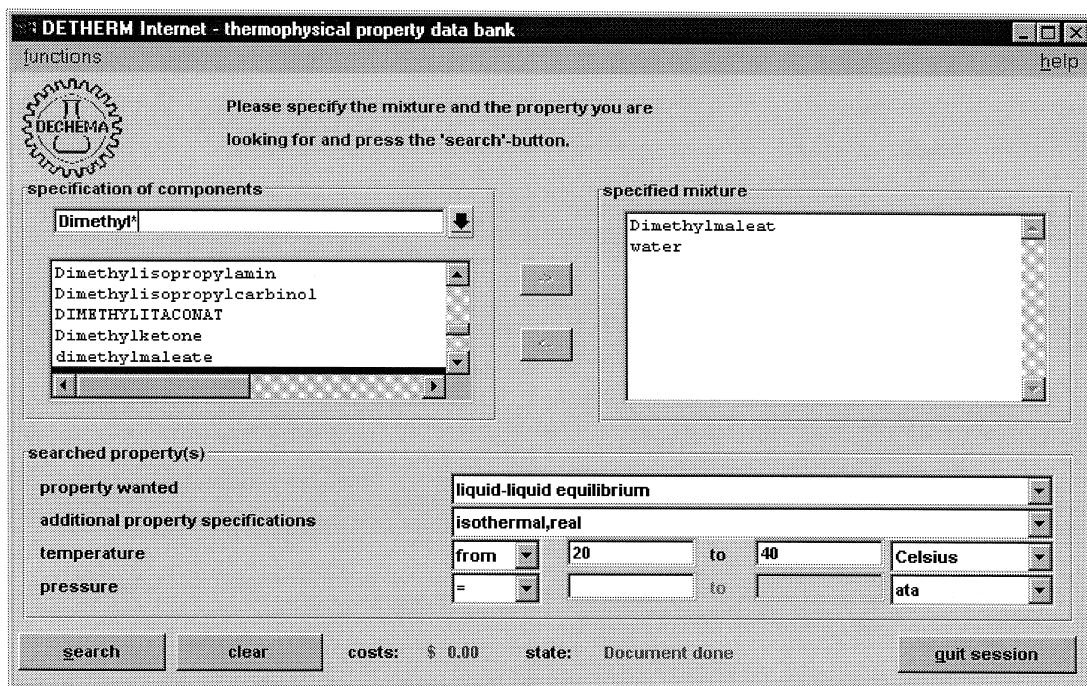 DETHERM Internet - thermophysical property data bank
functions help
DECHEMA
Please specify the mixture and the property you are
looking for and press the 'search'-button.
specification of components
Dimethyl*
Dimethylisopropylamin
Dimethylisopropylcarbinol
DIMETHYLITACONAT
Dimethylketone
dimethylmaleate
->
<-
specified mixture
Dimethylmaleat
water
searched property(s)
property wanted liquid-liquid equilibrium
additional property specifications isothermal,real
temperature from 20 to 40 Celsius
pressure = to ata
search clear costs: $ 0.00 state: Document done quit session